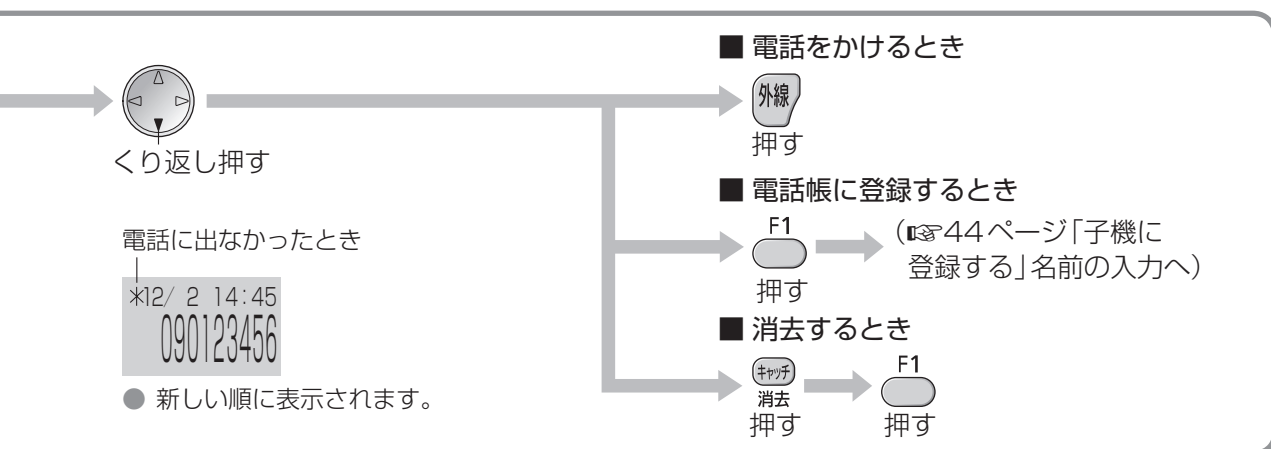 くり返し押す
電話に出なかったとき
*12/ 2 14:45
090123456
● 新しい順に表示されます。
■ 電話をかけるとき
外線
押す
■ 電話帳に登録するとき
F1
押す
(☞44ページ「子機に
登録する」名前の入力へ)
■ 消去するとき
キャッチ
消去
押す
F1
押す